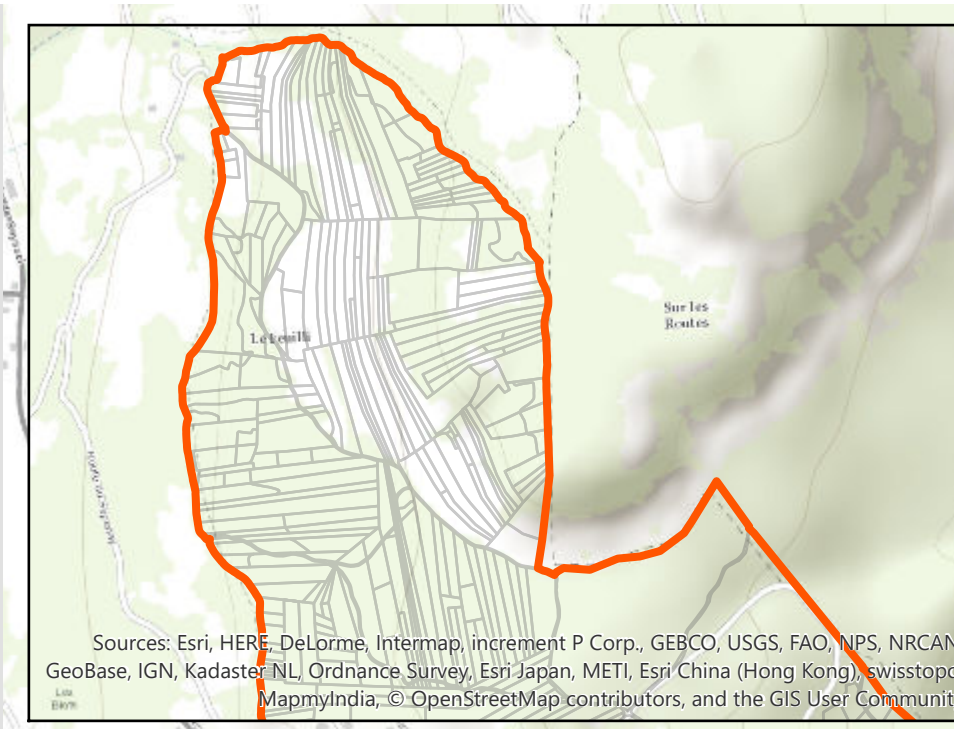 Sur les
Routes
Sources: Esri, HERE, DeLorme, Intermap, increment P Corp., GEBCO, USGS, FAO, NPS, NRCAN
GeoBase, IGN, Kadaster NL, Ordnance Survey, Esri Japan, METI, Esri China (Hong Kong), swisstopo
MapmyIndia, © OpenStreetMap contributors, and the GIS User Communit